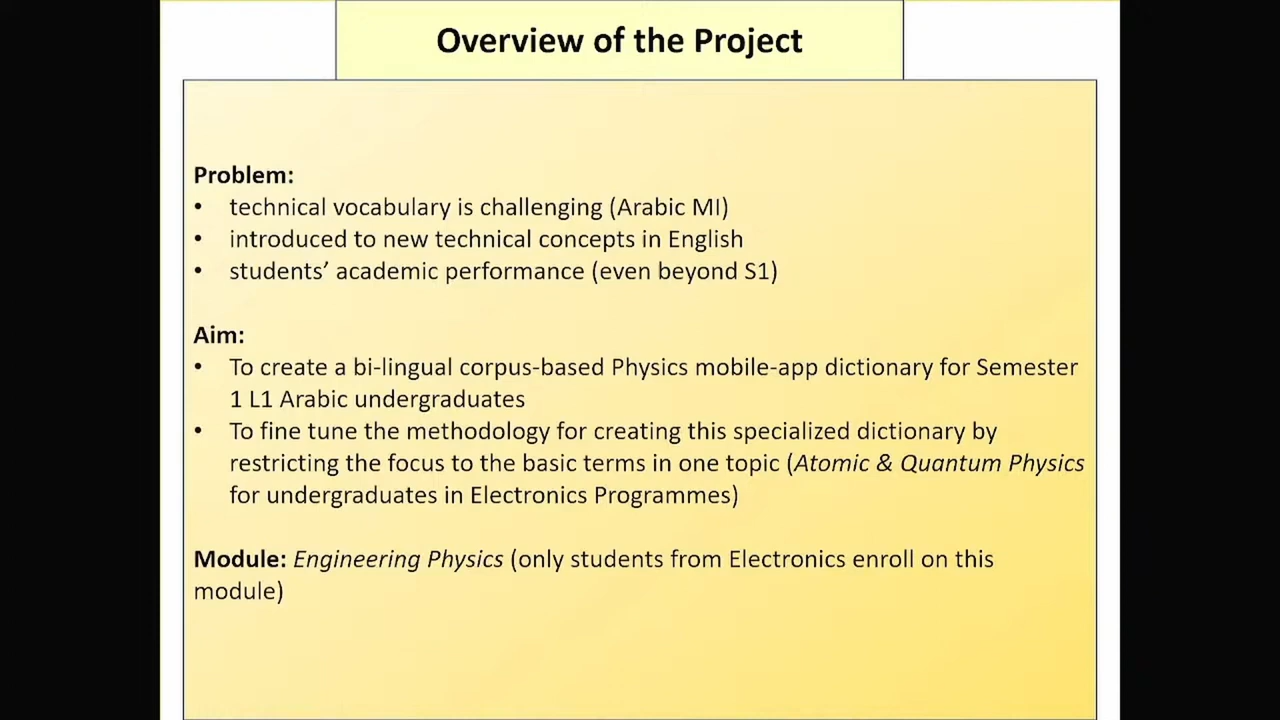 Overview of the Project
Problem:
• technical vocabulary is challenging (Arabic MI)
• introduced to new technical concepts in English
• students’ academic performance (even beyond S1)
Aim:
• To create a bi-lingual corpus-based Physics mobile-app dictionary for Semester
1 L1 Arabic undergraduates
• To fine tune the methodology for creating this specialized dictionary by
restricting the focus to the basic terms in one topic (Atomic & Quantum Physics
for undergraduates in Electronics Programmes)
Module: Engineering Physics (only students from Electronics enroll on this
module)